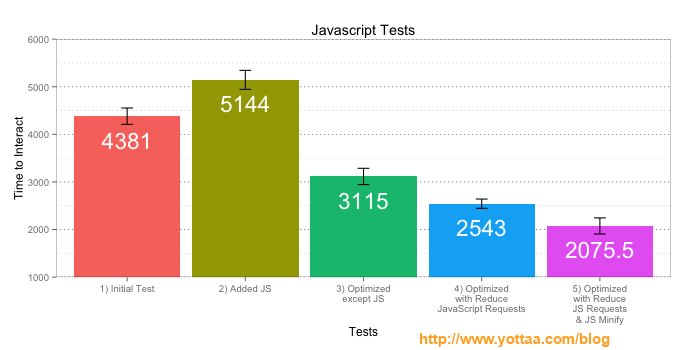 Javascript Tests
6000
5000
4000
3000
2000
1000
Time to Interact
4381
5144
3115
2543
2075.5
1) Initial Test
2) Added JS
3) Optimized
except JS
4) Optimized
with Reduce
JavaScript Requests
5) Optimized
with Reduce
JS Requests
& JS Minify
Tests
http://www.yottaa.com/blog